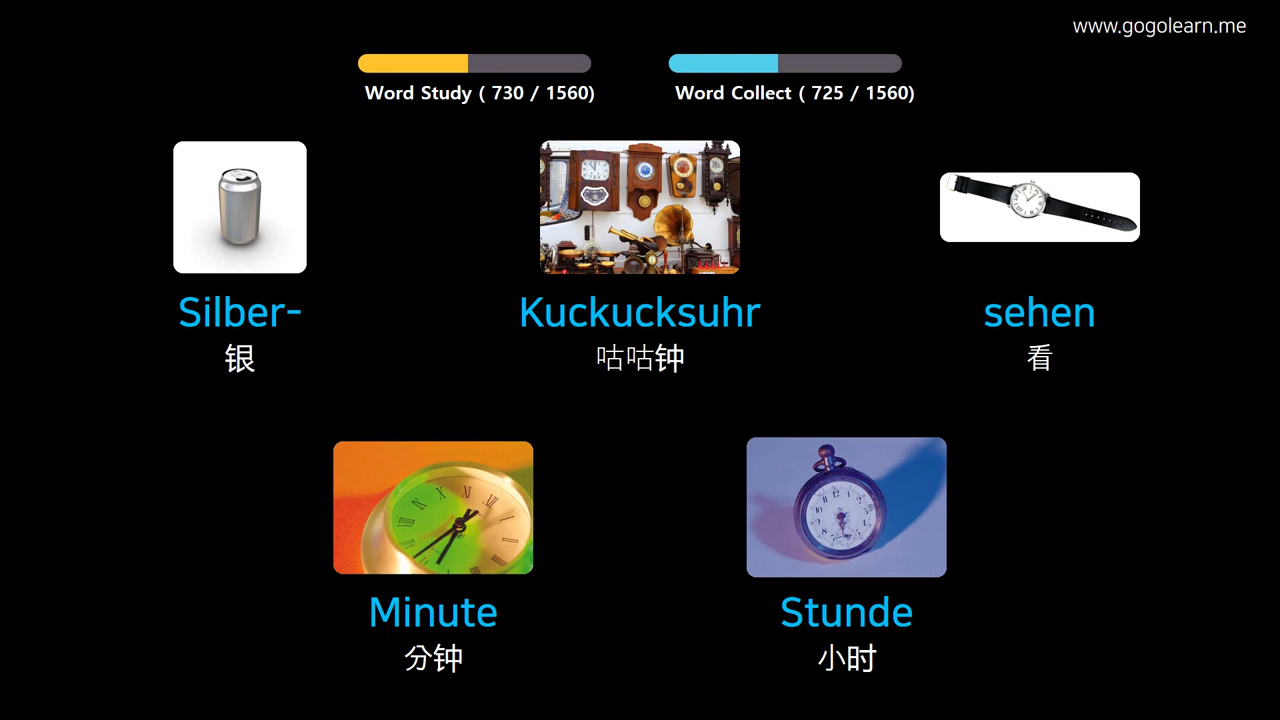 www.gogolearn.me
Word Study ( 730 / 1560)
Word Collect ( 725 / 1560)
Silber-
Kuckucksuhr
sehen
银
咕咕钟
看
Minute
Stunde
分钟
小时